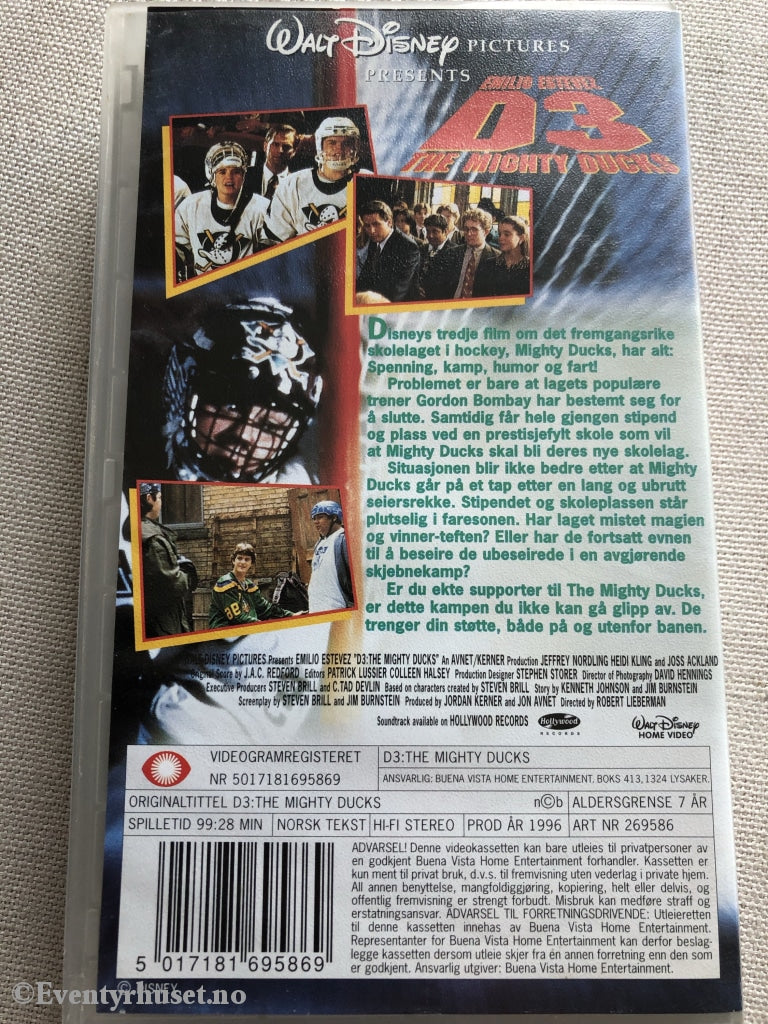 WALT DISNEY PICTURES
PRESENTS
EMILIO ESTEVEZ
D3
THE MIGHTY DUCKS
Disneys tredje film om det fremgangsrike
skolelaget i hockey, Mighty Ducks, har alt:
Spenning, kamp, humor og fart!
Problemet er bare at lagets populære
trener Gordon Bombay har bestemt seg for
å slutte. Samtidig får hele gjengen stipend
og plass ved en prestisjefylt skole som vil
at Mighty Ducks skal bli deres nye skolelag.
Situasjonen blir ikke bedre etter at Mighty
Ducks går på et tap etter en lang og ubrutt
seiersrekke. Stipendet og skoleplassen står
plutselig i faresonen. Har laget mistet magien
og vinner-teften? Eller har de fortsatt evnen
til å beseire de ubeseirede i en avgjørende
skjebnekamp?
Er du ekte supporter til The Mighty Ducks,
er dette kampen du ikke kan gå glipp av. De
trenger din støtte, både på og utenfor banen.
WALT DISNEY PICTURES Presents EMILIO ESTEVEZ "D3:THE MIGHTY DUCKS" An AVNET/KERNER Production JEFFREY NORDLING HEIDI KLING and JOSS ACKLAND
Original Score by J.A.C. REDFORD Editors PATRICK LUSSIER COLLEEN HALSEY Production Designer STEPHEN STORER Director of Photography DAVID HENNINGS
Executive Producers STEVEN BRILL and C.TAD DEVLIN Based on characters created by STEVEN BRILL Story by KENNETH JOHNSON and JIM BURNSTEIN
Screenplay by STEVEN BRILL and JIM BURNSTEIN Produced by JORDAN KERNER and JON AVNET Directed by ROBERT LIEBERMAN
Soundtrack available on HOLLYWOOD RECORDS
Hollywood
RECORDS
WALT DISNEY
HOME VIDEO
VIDEOGRAMREGISTERET
NR 5017181695869
D3:THE MIGHTY DUCKS
ANSVARLIG: BUENA VISTA HOME ENTERTAINMENT. BOKS 413,1324 LYSAKER.
ORIGINALTITTEL D3:THE MIGHTY DUCKS
n©b
ALDERSGRENSE 7 ÅR
SPILLETID 99:28 MIN
NORSK TEKST
HI-FI STEREO
PROD ÅR 1996
ART NR 269586
ADVARSEL! Denne videokassetten kan bare utleies til privatpersoner av
en godkjent Buena Vista Home Entertainment forhandler. Kassetten er
kun ment til privat bruk, d.v.s. til fremvisning uten vederlag i private hjem.
All annen benyttelse, mangfoldiggjøring, kopiering, helt eller delvis, og
offentlig fremvisning er strengt forbudt. Misbruk kan medføre straff og
erstatningsansvar. ADVARSEL TIL FORRETNINGSDRIVENDE: Utleieretten
til denne kassetten innehas av Buena Vista Home Entertainment.
Representanter for Buena Vista Home Entertainment kan derfor beslag-
legge kassetten dersom utleie skjer fra én annen forretning enn den som
er godkjent. Ansvarlig utgiver: Buena Vista Home Entertainment.
5 017181 695869
© DISNEY
©Eventyrhuset.no